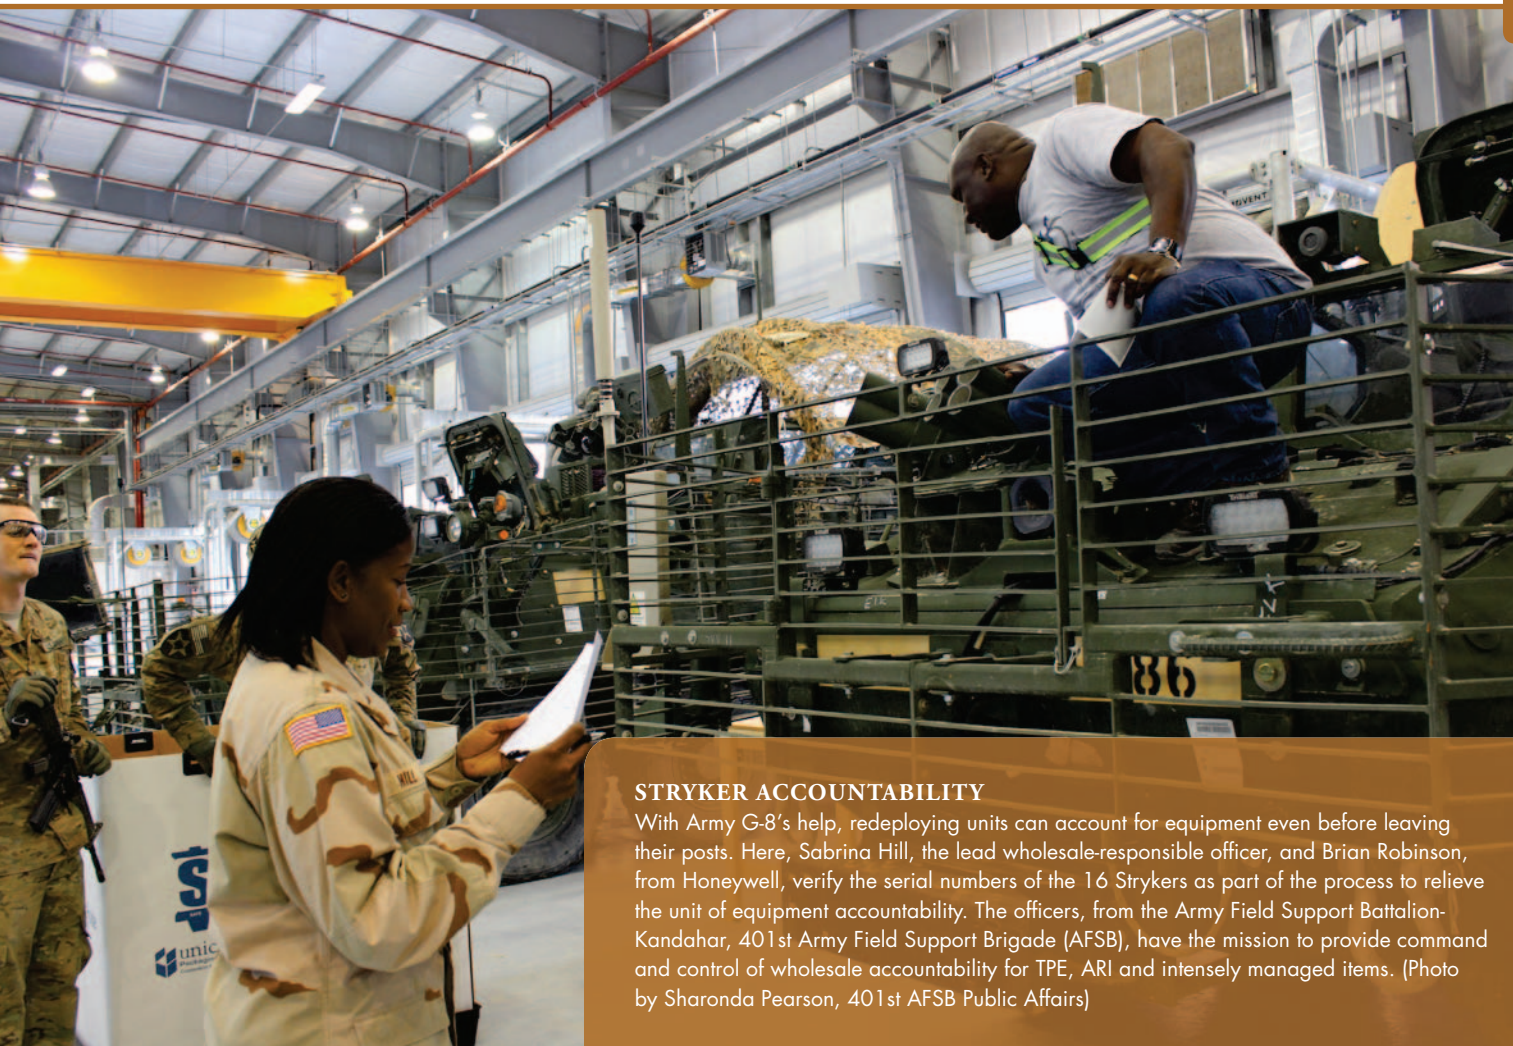 OVENT
EIK
86
HILL
unic
STRYKER ACCOUNTABILITY
With Army G-8's help, redeploying units can account for equipment even before leaving
their posts. Here, Sabrina Hill, the lead wholesale-responsible officer, and Brian Robinson,
from Honeywell, verify the serial numbers of the 16 Strykers as part of the process to relieve
the unit of equipment accountability. The officers, from the Army Field Support Battalion-
Kandahar, 401st Army Field Support Brigade (AFSB), have the mission to provide command
and control of wholesale accountability for TPE, ARI and intensely managed items. (Photo
by Sharonda Pearson, 401st AFSB Public Affairs)